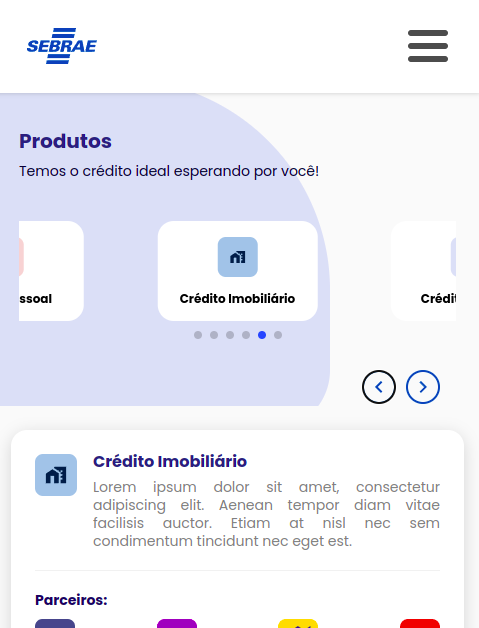 SEBRAE
Produtos
Temos o crédito ideal esperando por você!
ssoal
Crédito Imobiliário
Crédit
Crédito Imobiliário
Lorem ipsum dolor sit amet, consectetur
adipiscing elit. Aenean tempor diam vitae
facilisis auctor. Etiam at nisl nec sem
condimentum tincidunt nec eget est.
Parceiros: